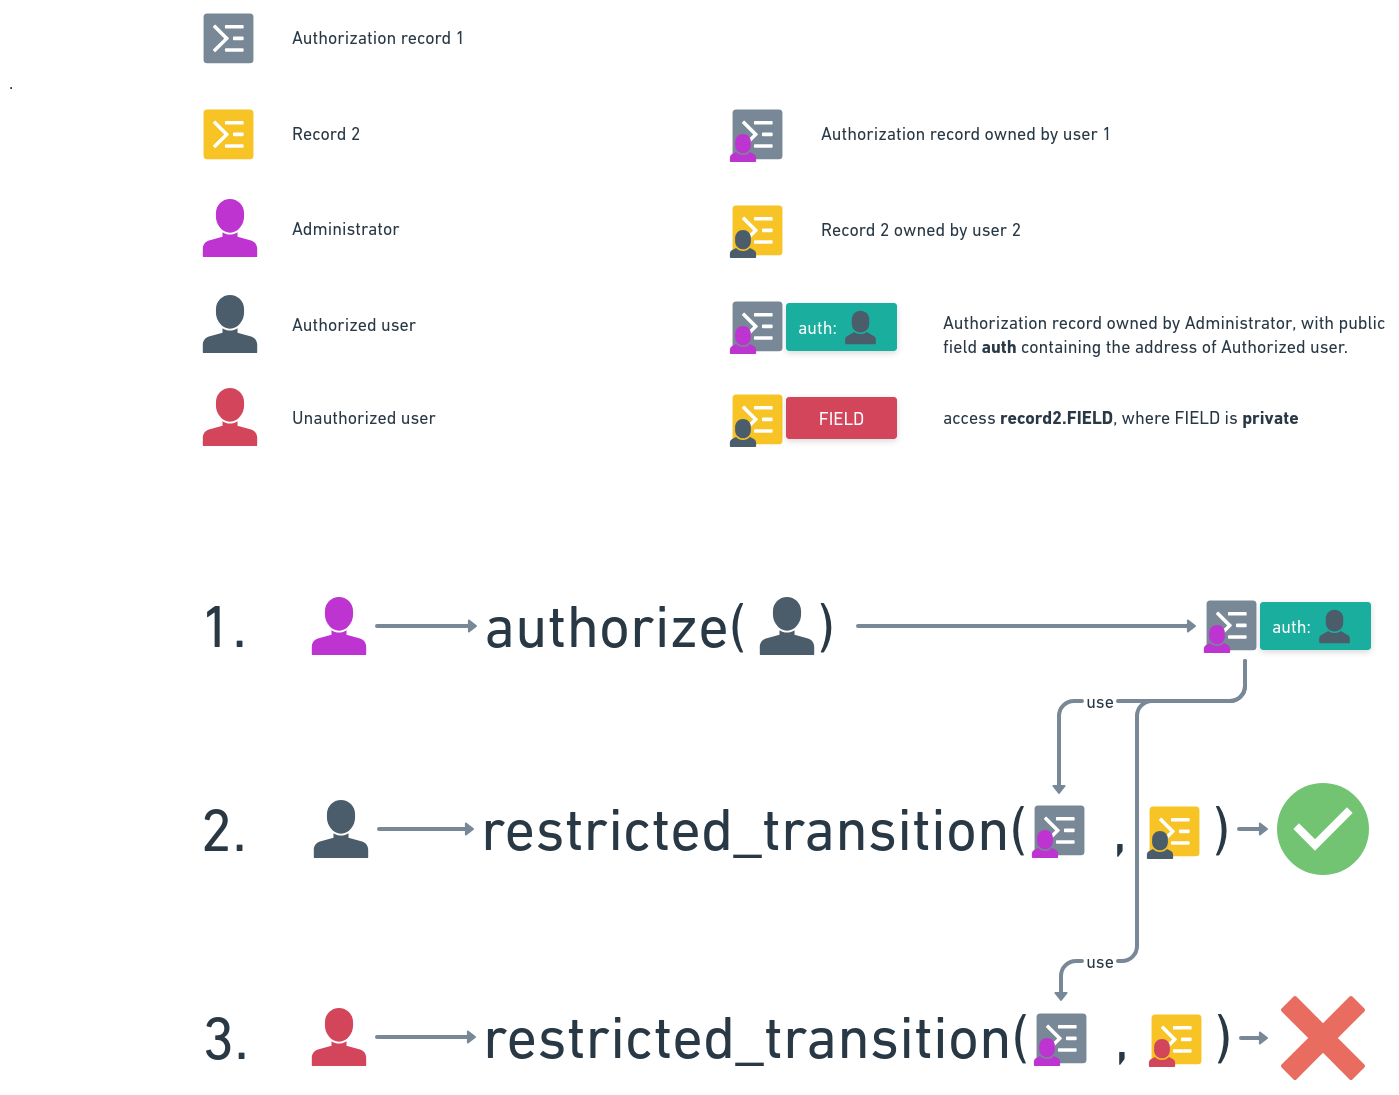 Authorization record 1
.
Record 2
Authorization record owned by user 1
Administrator
Record 2 owned by user 2
Authorized user
auth:
Authorization record owned by Administrator, with public
field auth containing the address of Authorized user.
Unauthorized user
FIELD
access record2.FIELD, where FIELD is private
1.
authorize( )
auth:
use
2.
restricted_transition( , )
use
3.
restricted_transition( , )